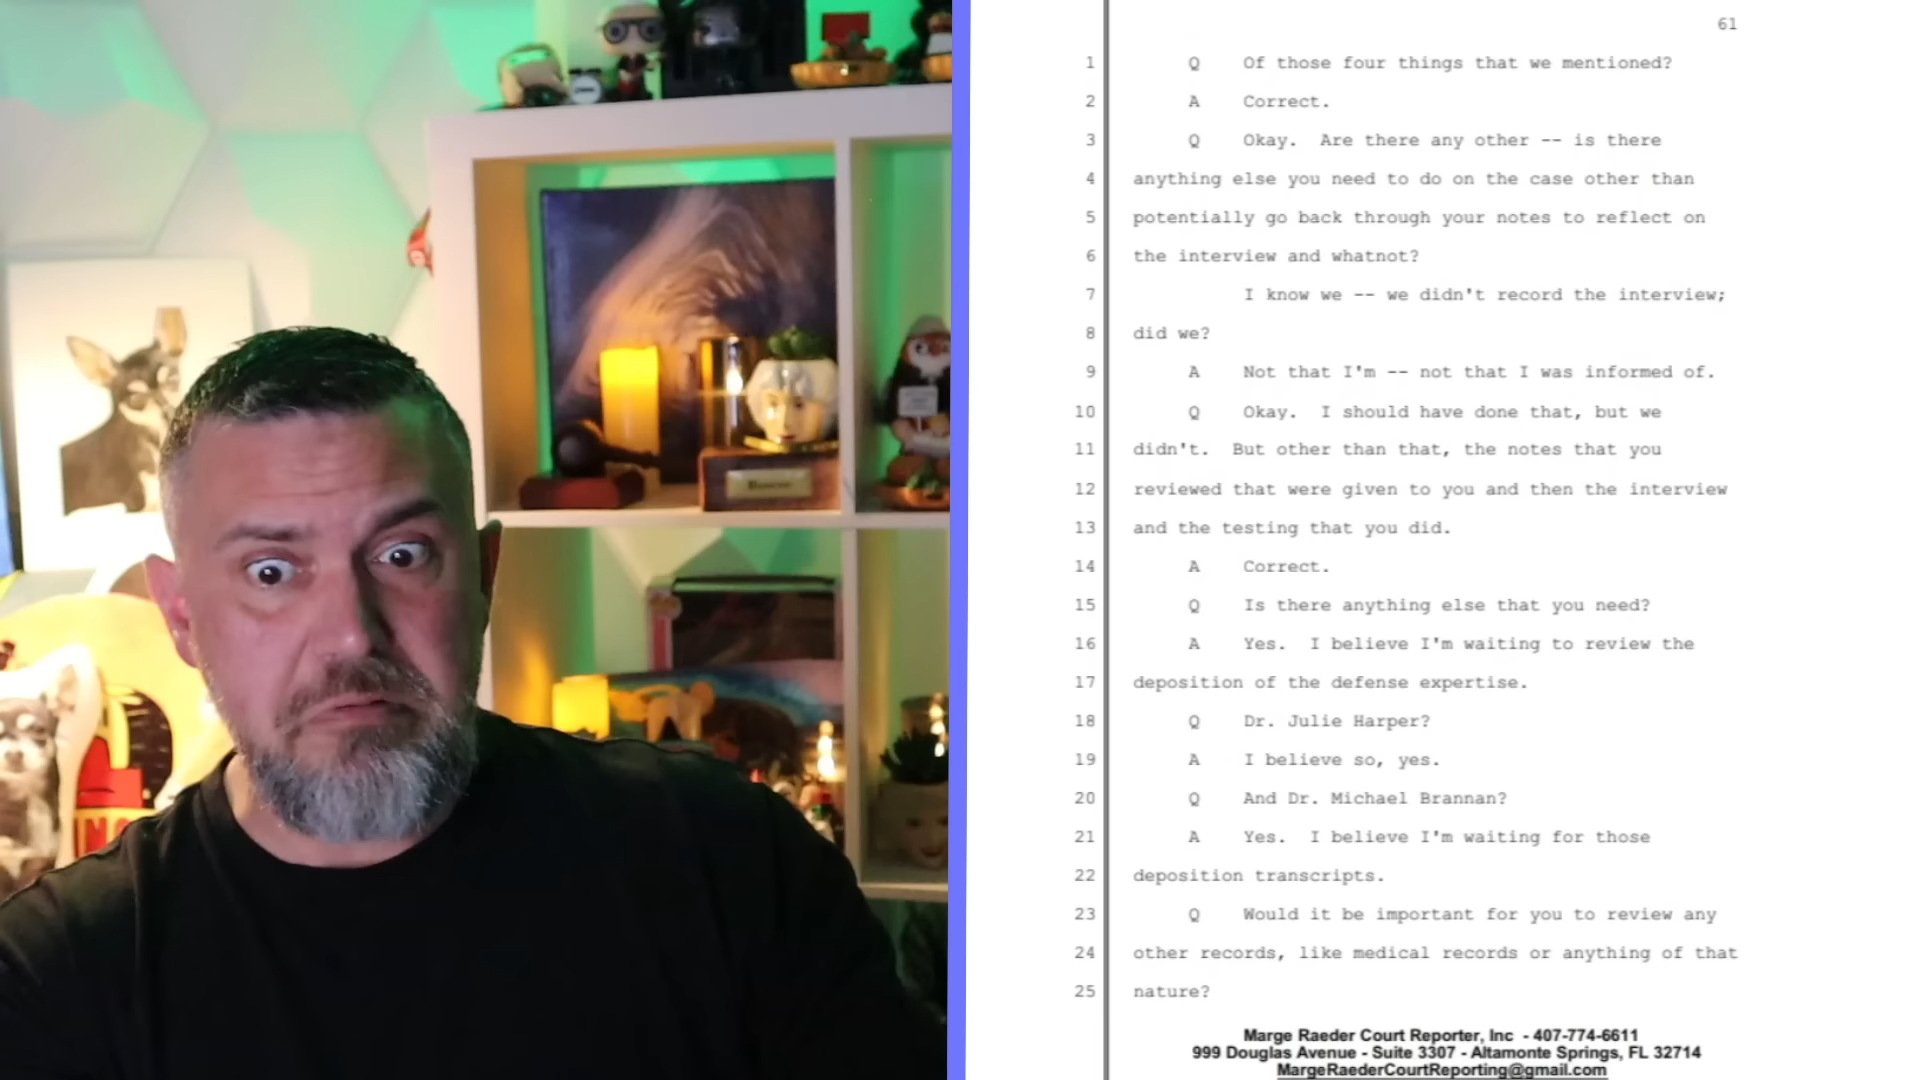 61
1 Q Of those four things that we mentioned?
2 A Correct.
3 Q Okay. Are there any other -- is there
4 anything else you need to do on the case other than
5 potentially go back through your notes to reflect on
6 the interview and whatnot?
7 I know we -- we didn't record the interview;
8 did we?
9 A Not that I'm -- not that I was informed of.
10 Q Okay. I should have done that, but we
11 didn't. But other than that, the notes that you
12 reviewed that were given to you and then the interview
13 and the testing that you did.
14 A Correct.
15 Q Is there anything else that you need?
16 A Yes. I believe I'm waiting to review the
17 deposition of the defense expertise.
18 Q Dr. Julie Harper?
19 A I believe so, yes.
20 Q And Dr. Michael Brannan?
21 A Yes. I believe I'm waiting for those
22 deposition transcripts.
23 Q Would it be important for you to review any
24 other records, like medical records or anything of that
25 nature?
Marge Raeder Court Reporter, Inc - 407-774-6611
999 Douglas Avenue - Suite 3307 - Altamonte Springs, FL 32714
MargeRaederCourtReporting@gmail.com